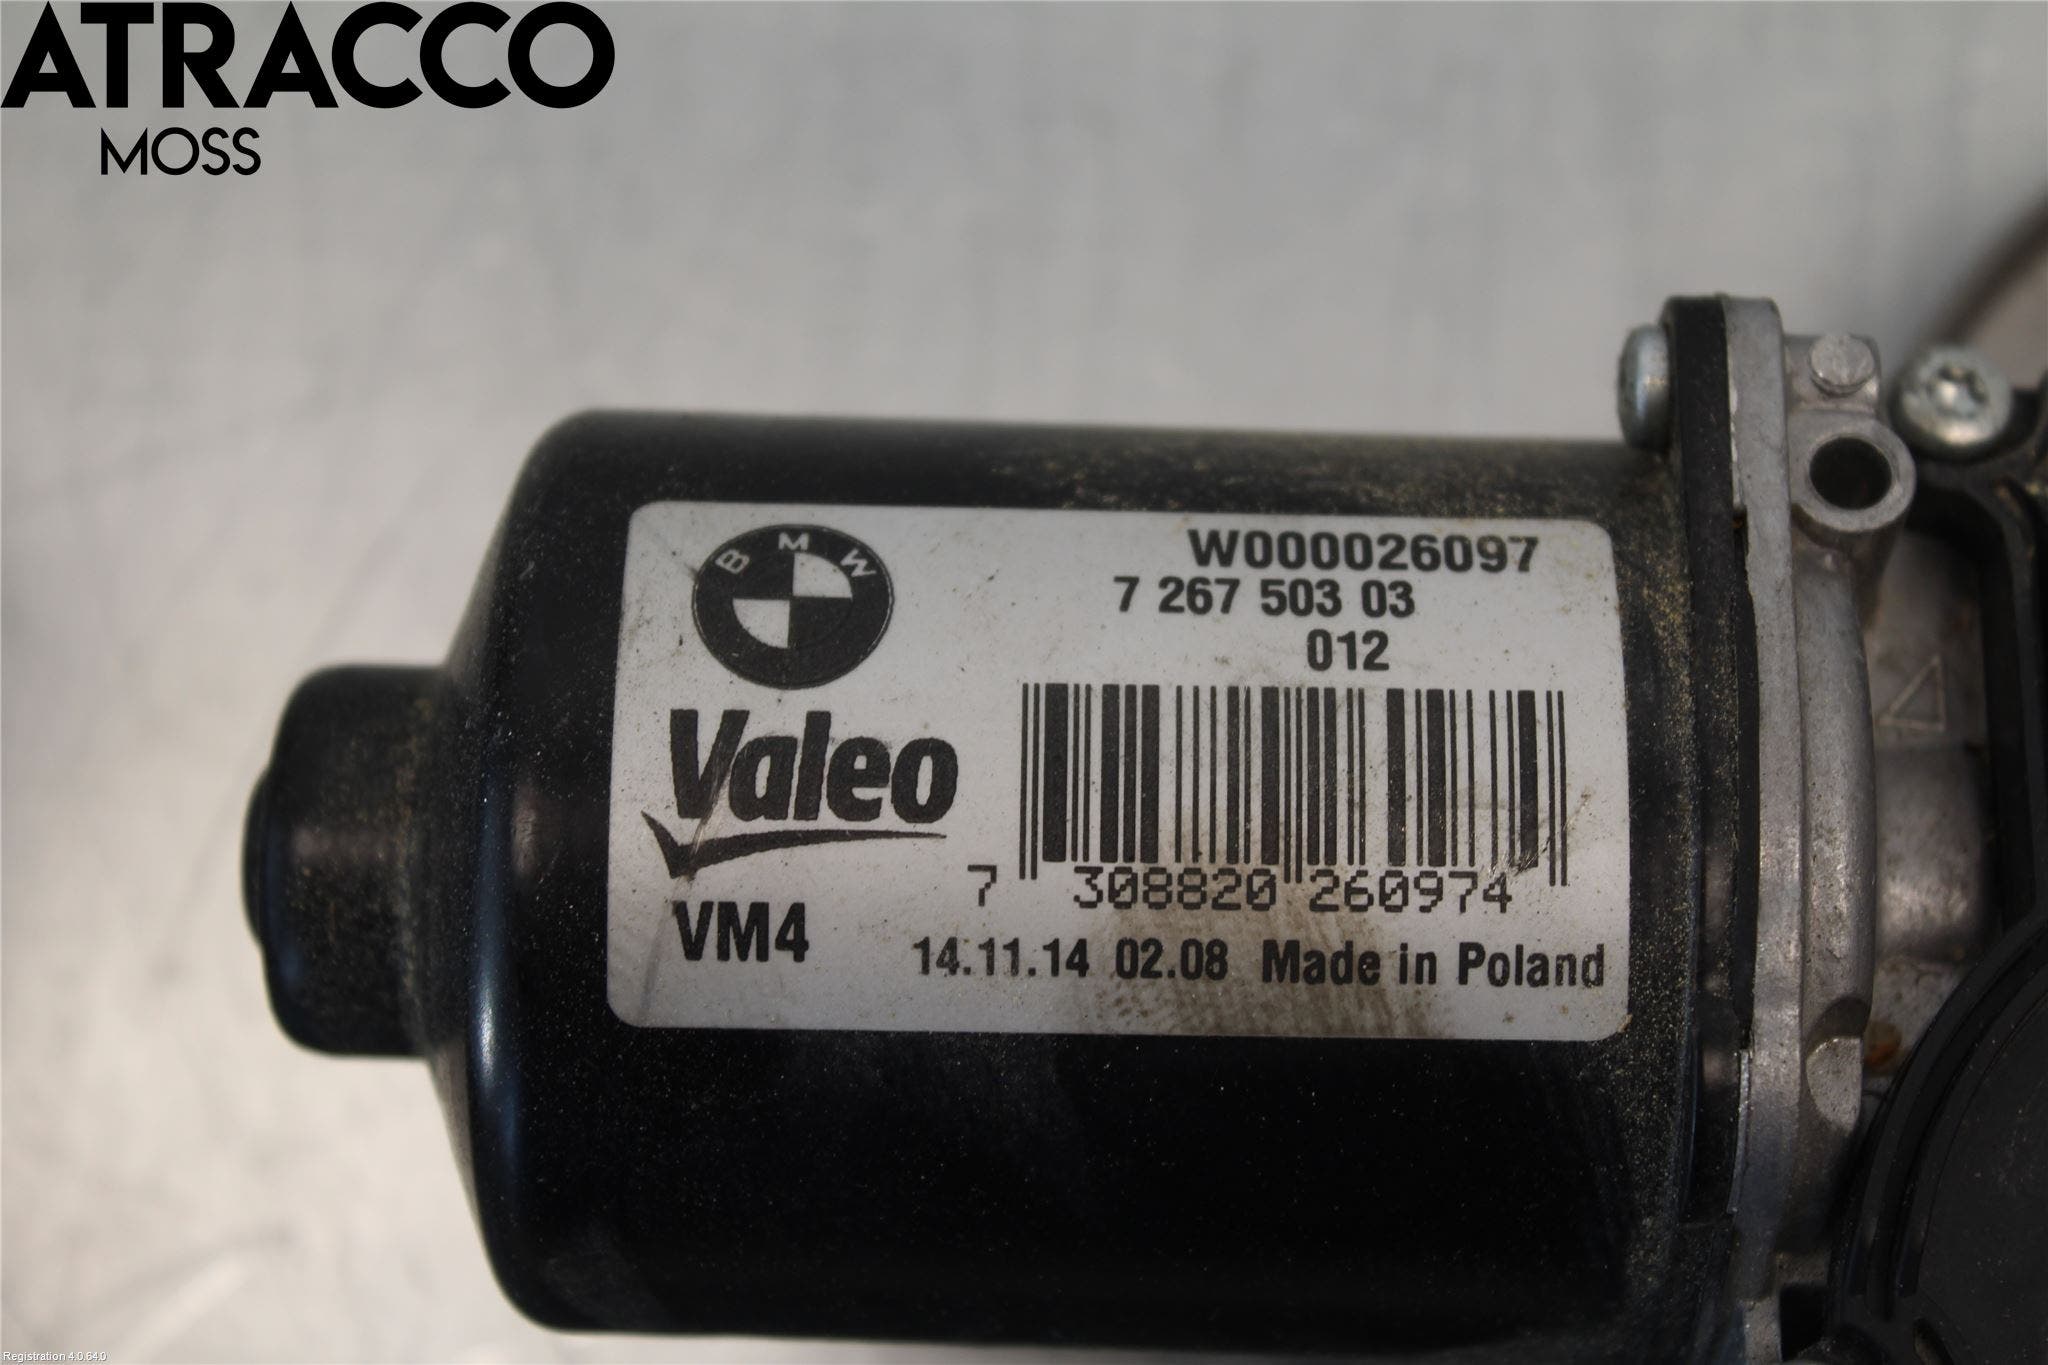 ATRACCO
MOSS
BMW
W000026097
7 267 503 03
012
Valeo
7 308820 260974
VM4
14.11.14 02.08 Made in Poland
Registration 4.0.64.0